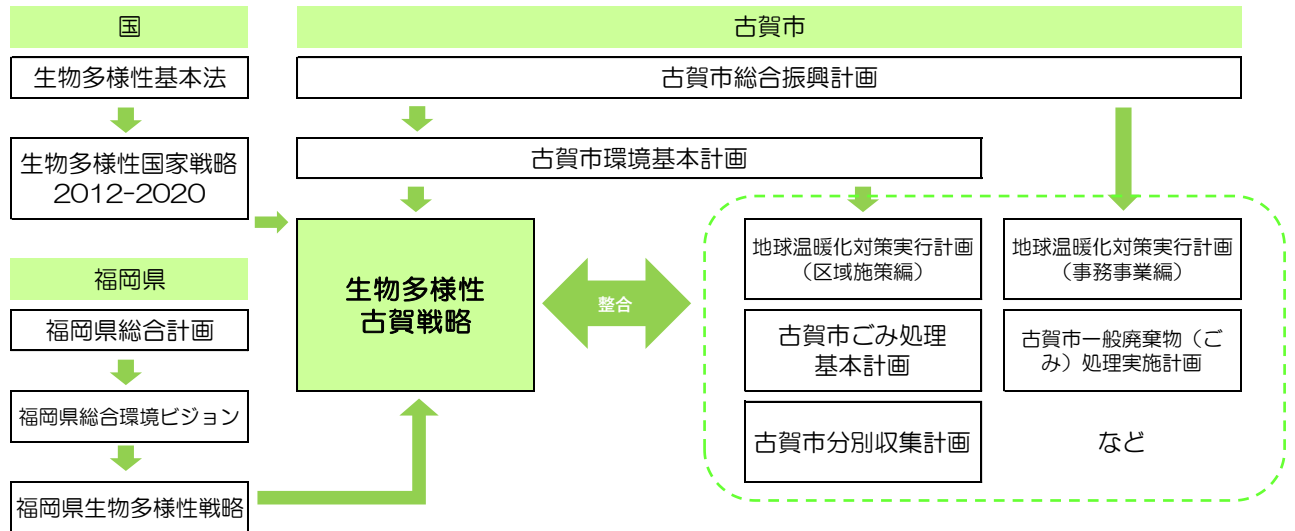 国
生物多様性基本法
生物多様性国家戦略
2012-2020
福岡県
福岡県総合計画
福岡県総合環境ビジョン
福岡県生物多様性戦略
古賀市
古賀市総合振興計画
古賀市環境基本計画
生物多様性
古賀戦略
整合
地球温暖化対策実行計画
（区域施策編）
地球温暖化対策実行計画
（事務事業編）
古賀市ごみ処理
基本計画
古賀市一般廃棄物（ご
み）処理実施計画
古賀市分別収集計画
など